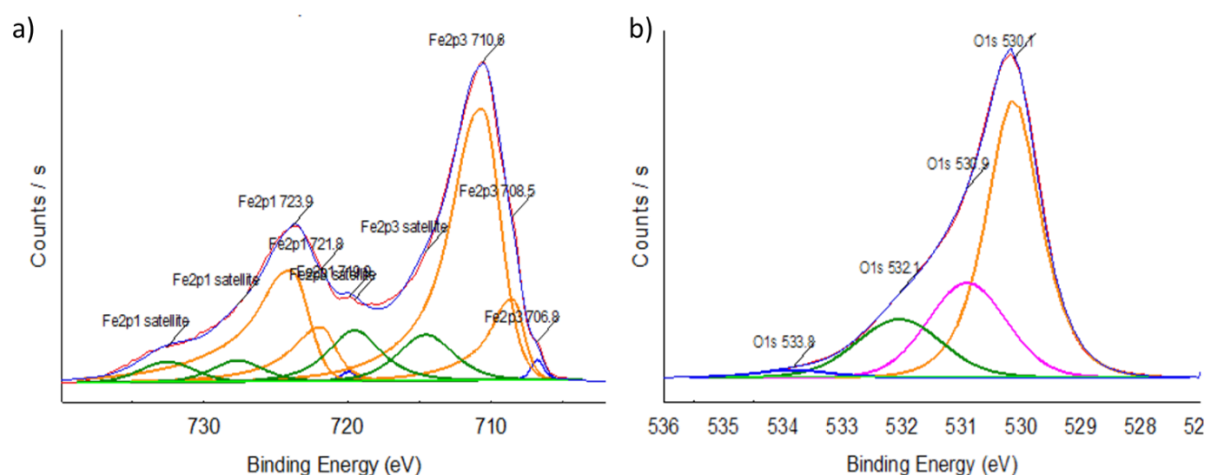 a)
Fe2p3 710.6
Fe2p1 723.9
Fe2p3 708.5
Fe2p3 satellite
Fe2p1 721.8
Fe2p1 satellite
Fe2p1 satellite
Fe2p3 706.8
Counts / s
730
720
710
Binding Energy (eV)
b)
O1s 530.1
O1s 530.9
O1s 532.1
O1s 533.8
Counts / s
536
535
534
533
532
531
530
529
528
52
Binding Energy (eV)